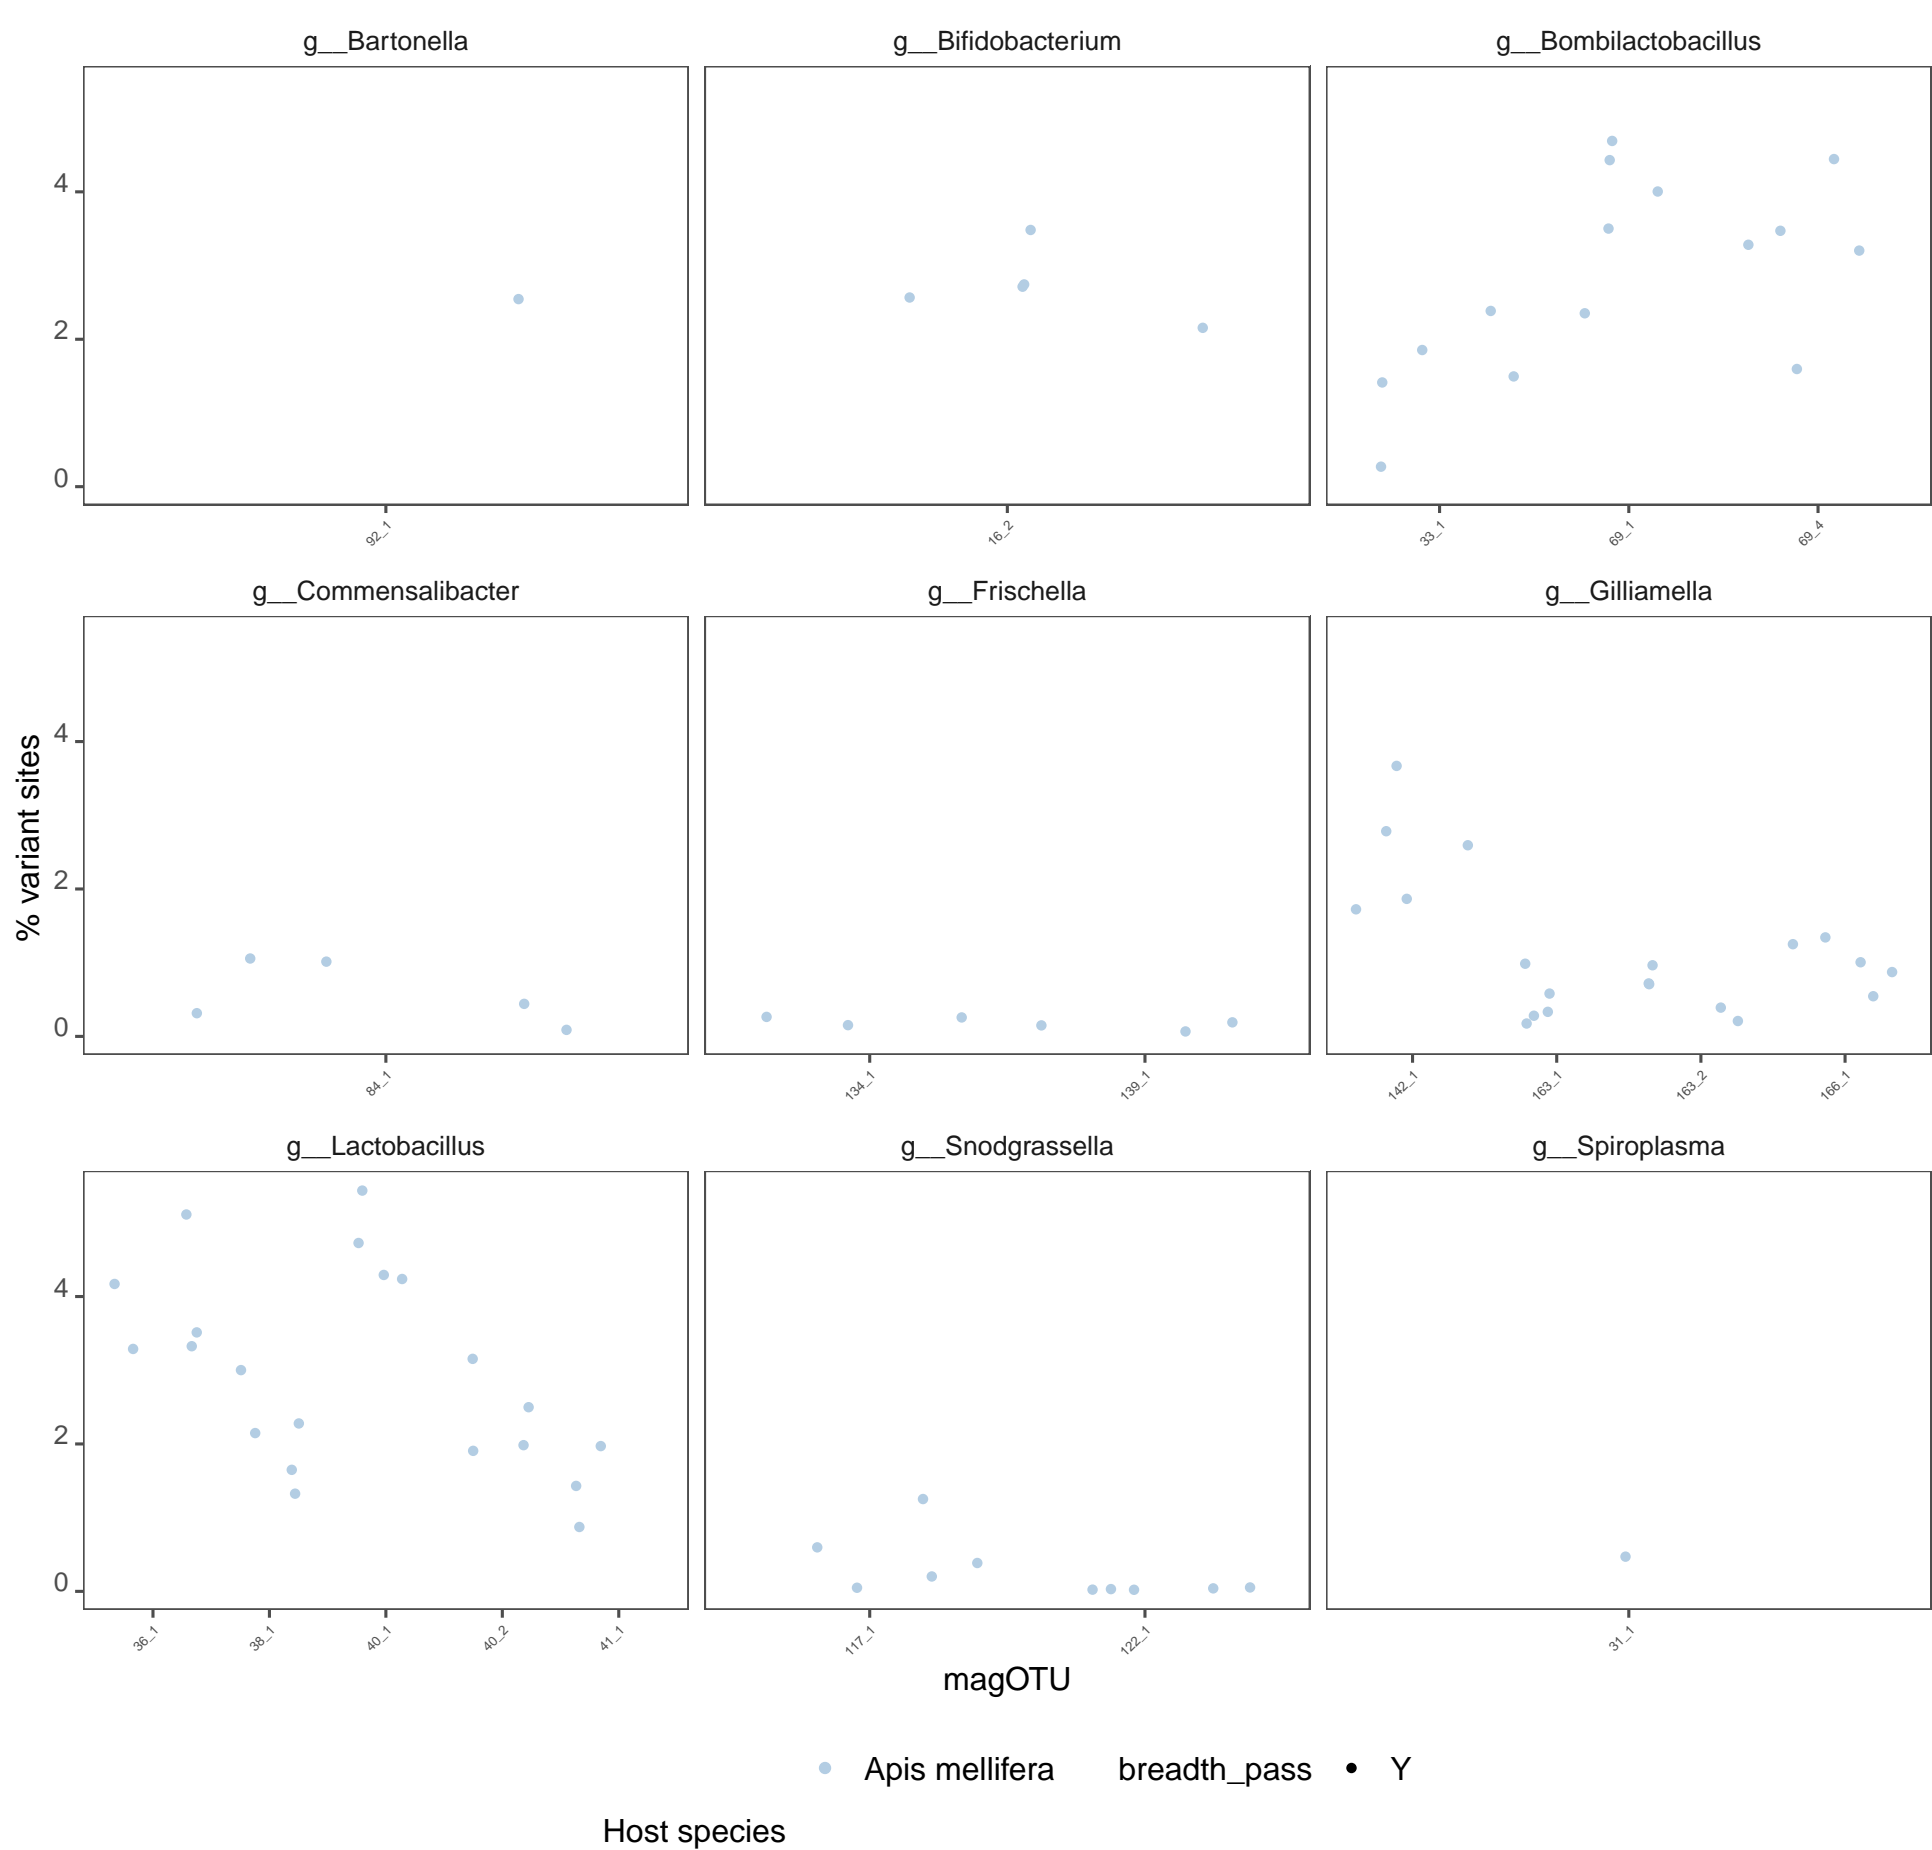 g__Bartonella g__Bifidobacterium g__Bombilactobacillus
4
2
0
92_1 16_2 33_1 69_1 69_4
g__Commensalibacter g__Frischella g__Gilliamella
4
2
0
84_1 134_1 139_1 142_1 163_1 163_2 166_1
% variant sites
g__Lactobacillus g__Snodgrassella g__Spiroplasma
4
2
0
36_1 38_1 40_1 40_2 41_1 117_1 122_1 31_1
magOTU
Apis mellifera breadth_pass Y
Host species